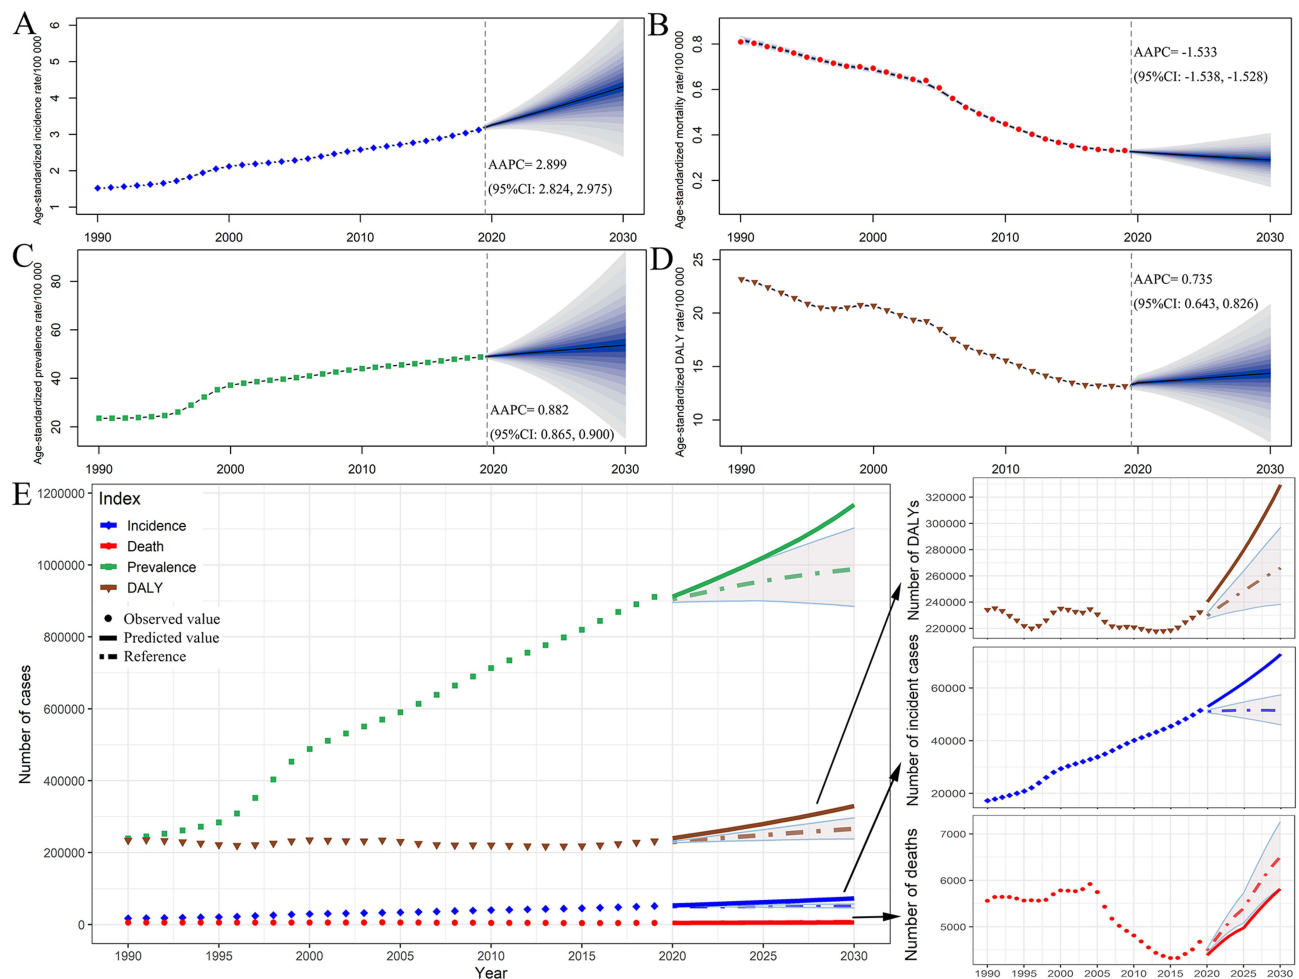 A
Age-standardized incidence rate/100 000
6
5
4
3
2
1
AAPC= 2.899
(95%CI: 2.824, 2.975)
1990
2000
2010
2020
2030
B
Age-standardized mortality rate/100 000
0.8
0.6
0.4
0.2
AAPC= -1.533
(95%CI: -1.538, -1.528)
1990
2000
2010
2020
2030
C
Age-standardized prevalence rate/100 000
80
60
40
20
AAPC= 0.882
(95%CI: 0.865, 0.900)
1990
2000
2010
2020
2030
D
Age-standardized DALY rate/100 000
25
20
15
10
AAPC= 0.735
(95%CI: 0.643, 0.826)
1990
2000
2010
2020
2030
E
Number of cases
1200000
1000000
800000
600000
400000
200000
0
Index
Incidence
Death
Prevalence
DALY
Observed value
Predicted value
Reference
1990
1995
2000
2005
2010
2015
2020
2025
2030
Year
Number of DALYs
320000
300000
280000
260000
240000
220000
Number of incident cases
60000
40000
20000
Number of deaths
7000
6000
5000
1990
1995
2000
2005
2010
2015
2020
2025
2030